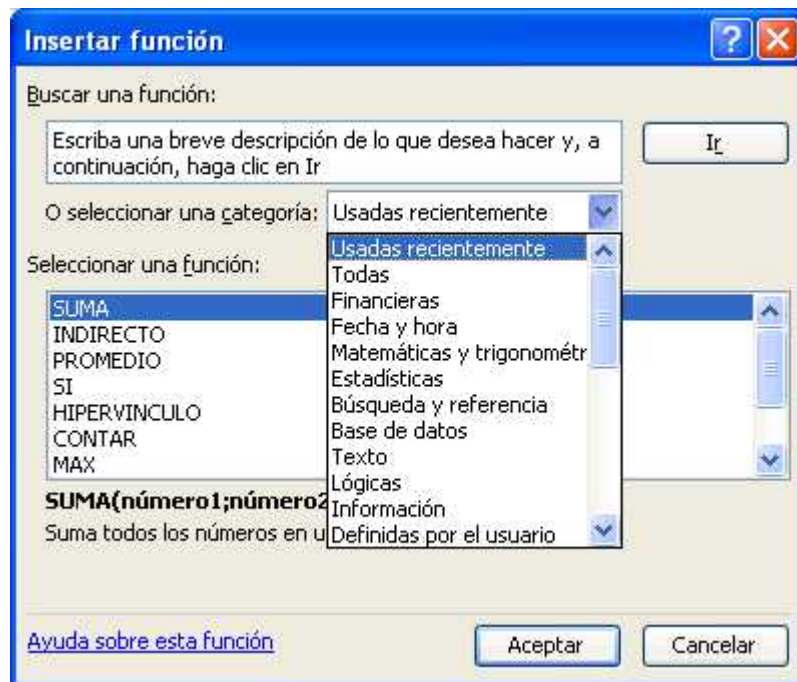 Insertar función
Buscar una función:
Escriba una breve descripción de lo que desea hacer y, a
continuación, haga clic en Ir
Ir
O seleccionar una categoría: Usadas recientemente
Usadas recientemente
Todas
Financieras
Fecha y hora
Matemáticas y trigonométr
Estadísticas
Búsqueda y referencia
Base de datos
Texto
Lógicas
Información
Definidas por el usuario
Seleccionar una función:
SUMA
INDIRECTO
PROMEDIO
SI
HIPERVINCULO
CONTAR
MAX
SUMA(número1;número2
Suma todos los números en u
Ayuda sobre esta función
Aceptar
Cancelar